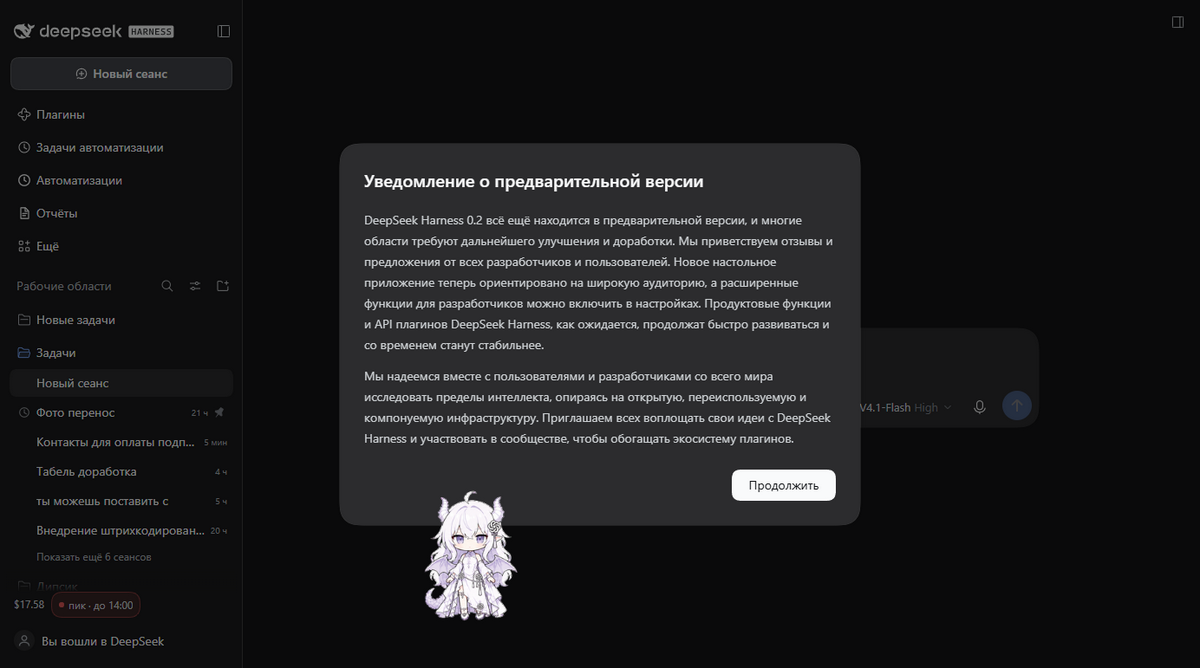 deepseek HARNESS
Новый сеанс
Плагины
Задачи автоматизации
Автоматизации
Отчёты
Ещё
Рабочие области
Новые задачи
Задачи
Новый сеанс
Фото перенос 21 ч
Контакты для оплаты подп... 5 мин
Табель доработка 4 ч
ты можешь поставить с 5 ч
Внедрение штрихкодирован... 20 ч
Показать ещё 6 сеансов
Дипсик
$17.58 пик · до 14:00
Вы вошли в DeepSeek
Уведомление о предварительной версии
DeepSeek Harness 0.2 всё ещё находится в предварительной версии, и многие
области требуют дальнейшего улучшения и доработки. Мы приветствуем отзывы и
предложения от всех разработчиков и пользователей. Новое настольное
приложение теперь ориентировано на широкую аудиторию, а расширенные
функции для разработчиков можно включить в настройках. Продуктовые функции
и API плагинов DeepSeek Harness, как ожидается, продолжат быстро развиваться и
со временем станут стабильнее.
Мы надеемся вместе с пользователями и разработчиками со всего мира
исследовать пределы интеллекта, опираясь на открытую, переиспользуемую и
компонуемую инфраструктуру. Приглашаем всех воплощать свои идеи с DeepSeek
Harness и участвовать в сообществе, чтобы обогащать экосистему плагинов.
Продолжить
V4.1-Flash High